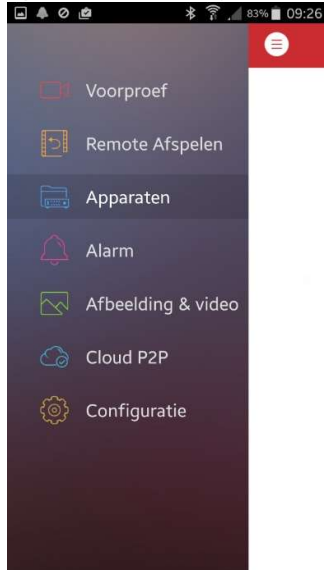 83% 09:26
Voorproef
Remote Afspelen
Apparaten
Alarm
Afbeelding & video
Cloud P2P
Configuratie